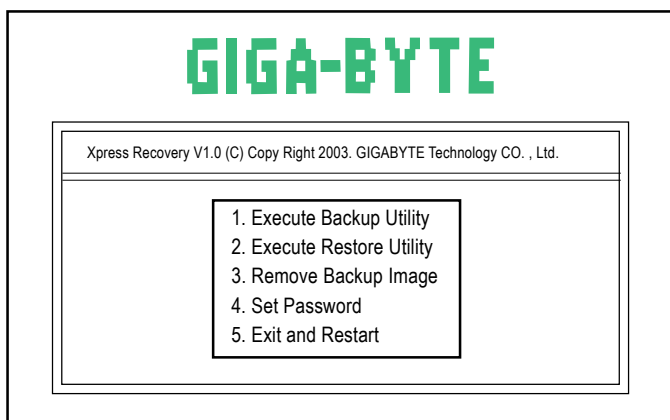 GIGA-BYTE
Xpress Recovery V1.0 (C) Copy Right 2003. GIGABYTE Technology CO. , Ltd.
1. Execute Backup Utility
2. Execute Restore Utility
3. Remove Backup Image
4. Set Password
5. Exit and Restart